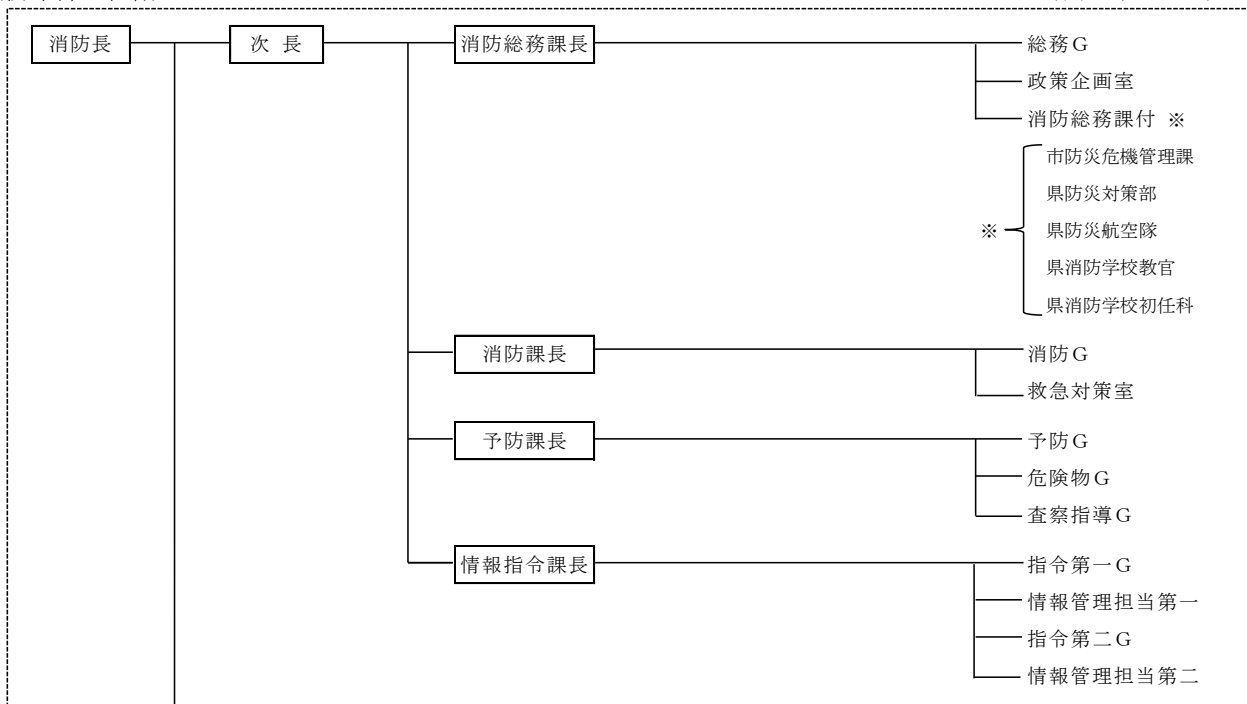 消防長 次 長 消防総務課長 総務G
政策企画室
消防総務課付 ※
市防災危機管理課
県防災対策部
※ 県防災航空隊
県消防学校教官
県消防学校初任科
消防課長 消防G
救急対策室
予防課長 予防G
危険物G
査察指導G
情報指令課長 指令第一G
情報管理担当第一
指令第二G
情報管理担当第二